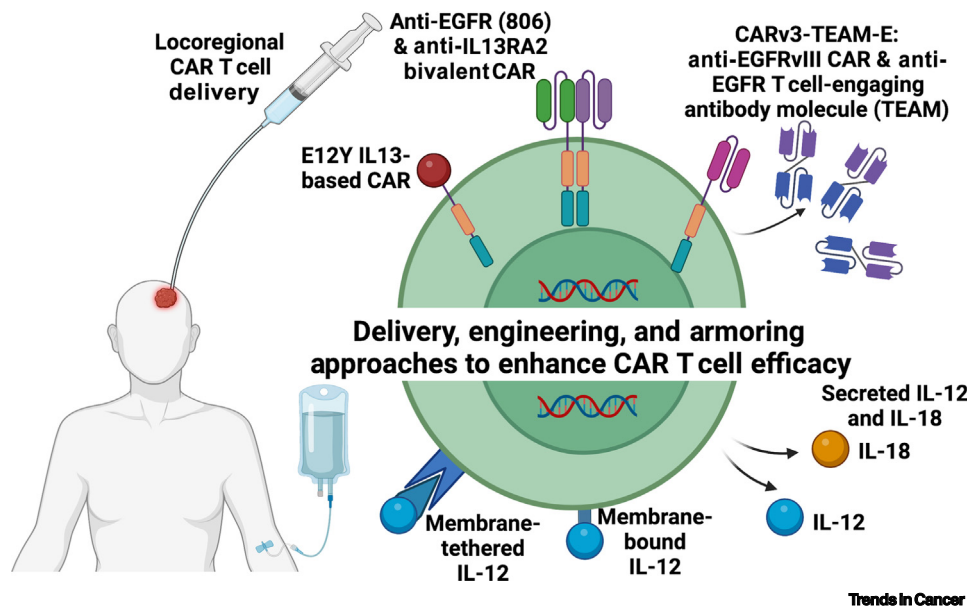 Locoregional
CAR T cell
delivery
Anti-EGFR (806)
& anti-IL13RA2
bivalent CAR
CARv3-TEAM-E:
anti-EGFRvIII CAR & anti-
EGFR T cell-engaging
antibody molecule (TEAM)
E12Y IL13-
based CAR
Delivery, engineering, and armoring
approaches to enhance CAR T cell efficacy
Secreted IL-12
and IL-18
IL-18
IL-12
Membrane-
tethered
IL-12
Membrane-
bound
IL-12
Trends in Cancer